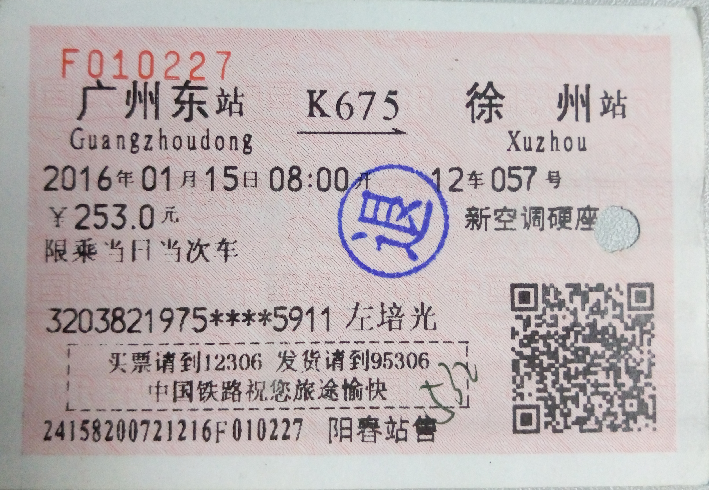 F010227
广州东站 K675 徐州站
Guangzhoudong Xuzhou
2016年01月15日08:00开 12车057号
￥253.0元 新空调硬座
限乘当日当次车
退
3203821975****5911 左培光
买票请到12306 发货请到95306
中国铁路祝您旅途愉快
532
24158200721216F010227 阳春站售